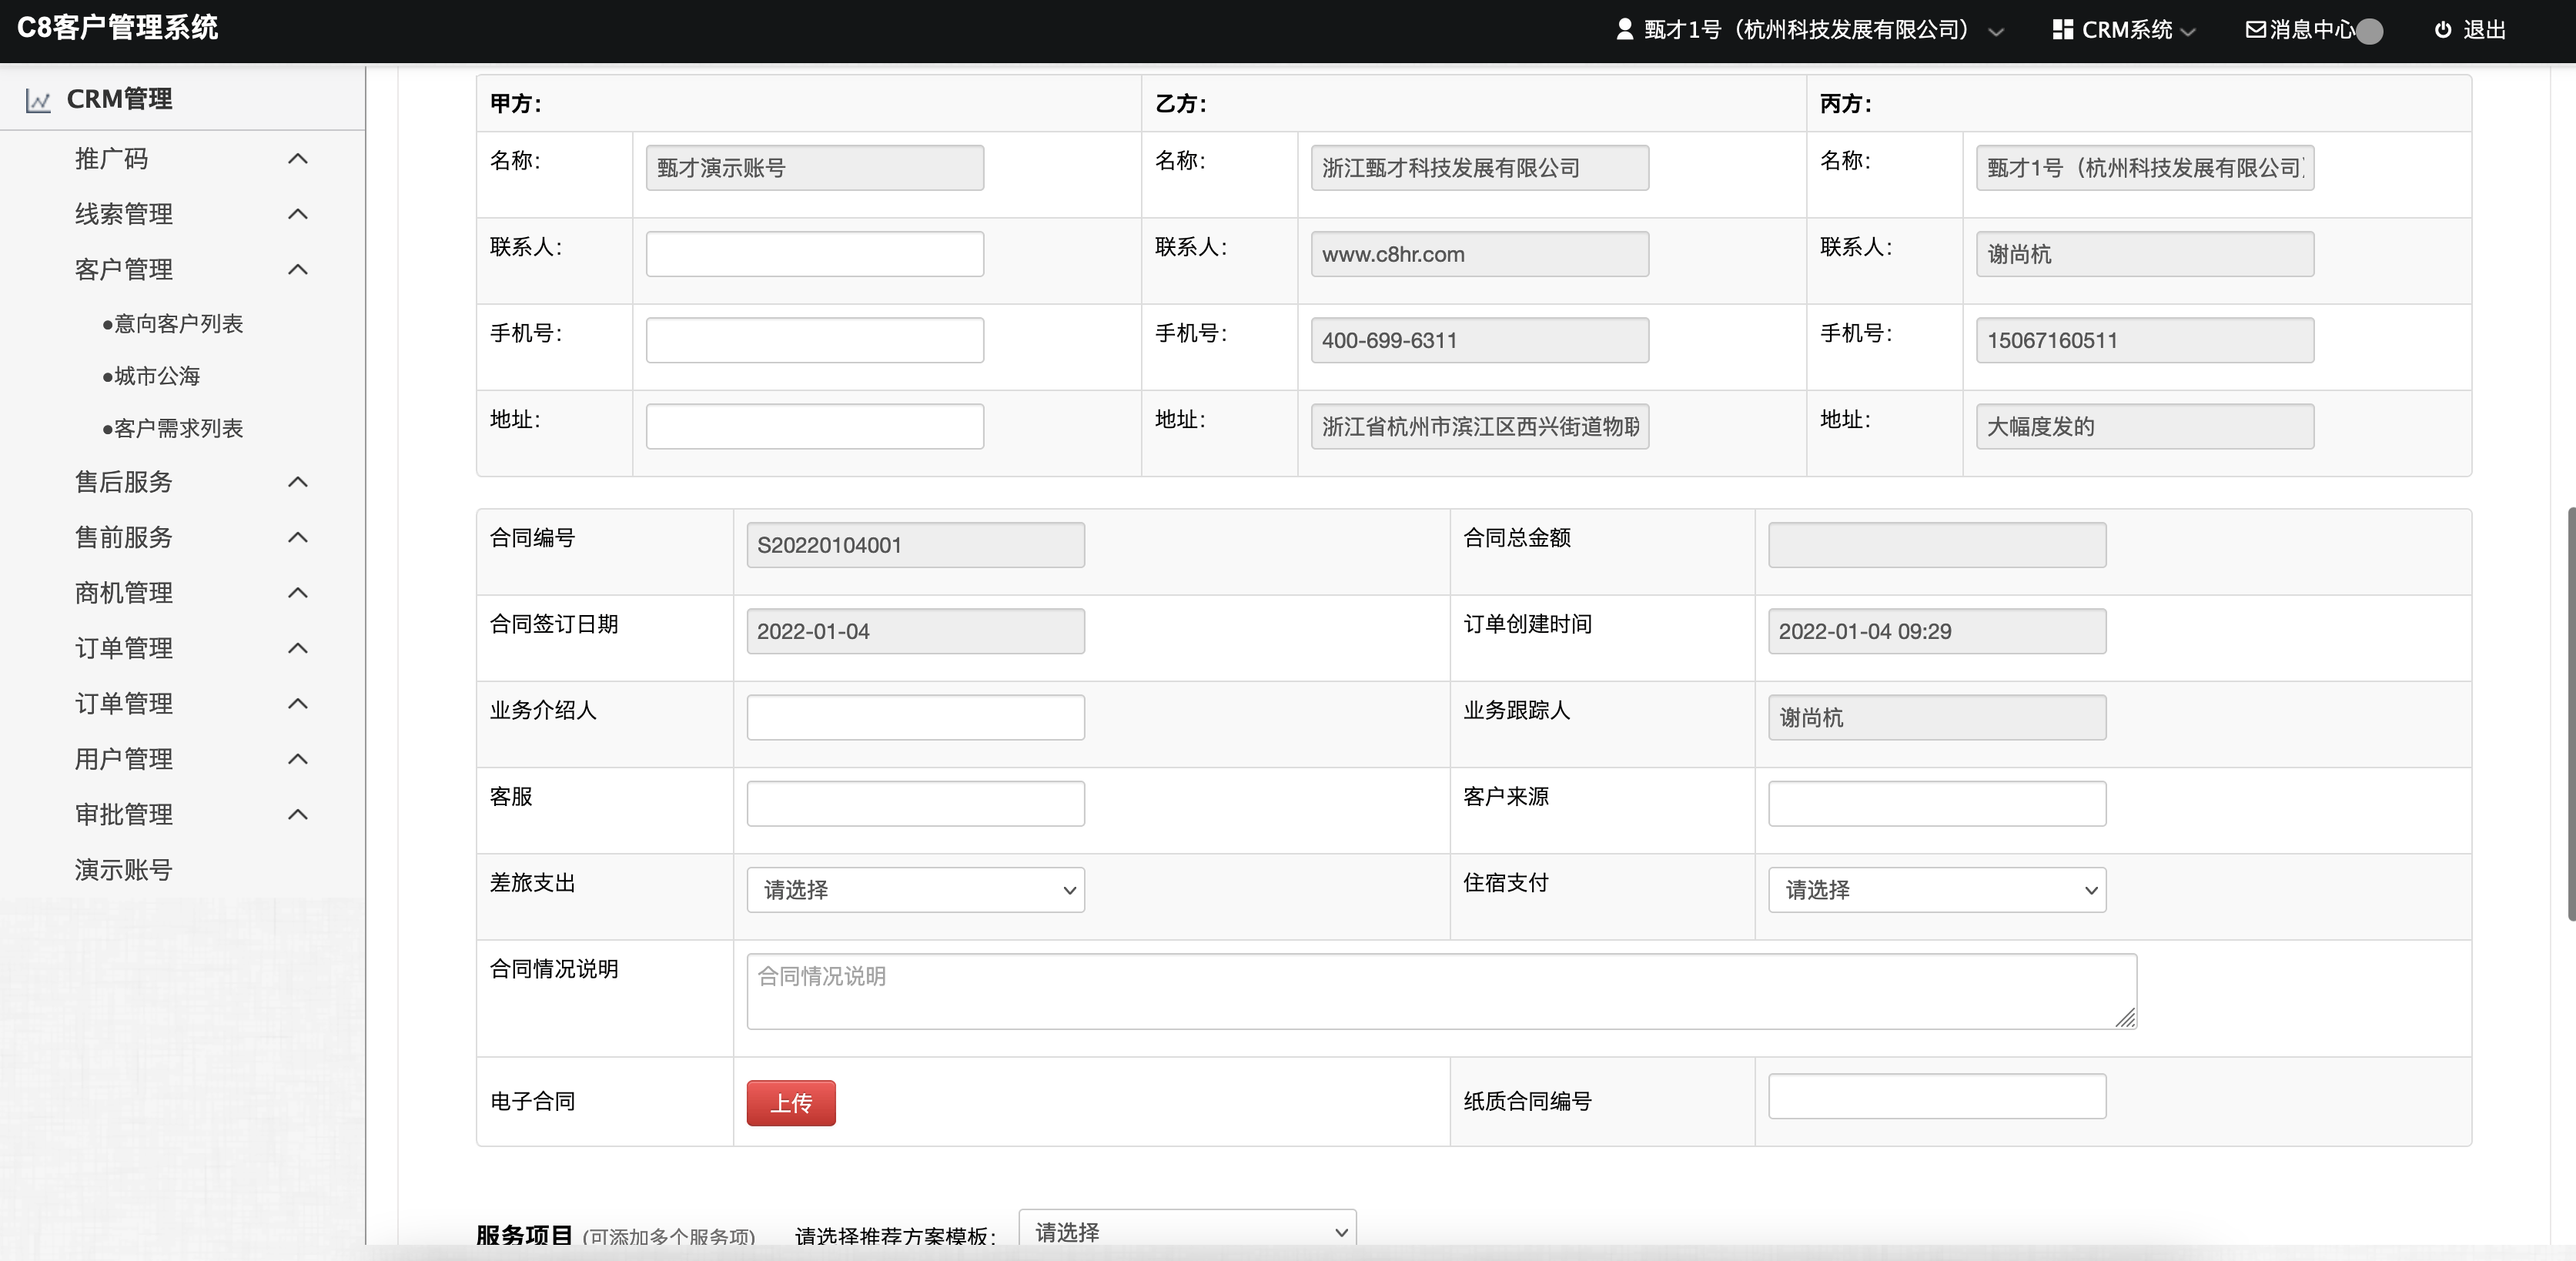 C8客户管理系统
甄才1号（杭州科技发展有限公司）
CRM系统
消息中心
退出
CRM管理
推广码
线索管理
客户管理
●意向客户列表
●城市公海
●客户需求列表
售后服务
售前服务
商机管理
订单管理
订单管理
用户管理
审批管理
演示账号
甲方：
乙方：
丙方：
名称：
甄才演示账号
名称：
浙江甄才科技发展有限公司
名称：
甄才1号（杭州科技发展有限公司）
联系人：
联系人：
www.c8hr.com
联系人：
谢尚杭
手机号：
手机号：
400-699-6311
手机号：
15067160511
地址：
地址：
浙江省杭州市滨江区西兴街道物联
地址：
大幅度发的
合同编号
S20220104001
合同总金额
合同签订日期
2022-01-04
订单创建时间
2022-01-04 09:29
业务介绍人
业务跟踪人
谢尚杭
客服
客户来源
差旅支出
请选择
住宿支付
请选择
合同情况说明
合同情况说明
电子合同
上传
纸质合同编号
服务项目 (可添加多个服务项)
请选择推荐方案模板：
请选择